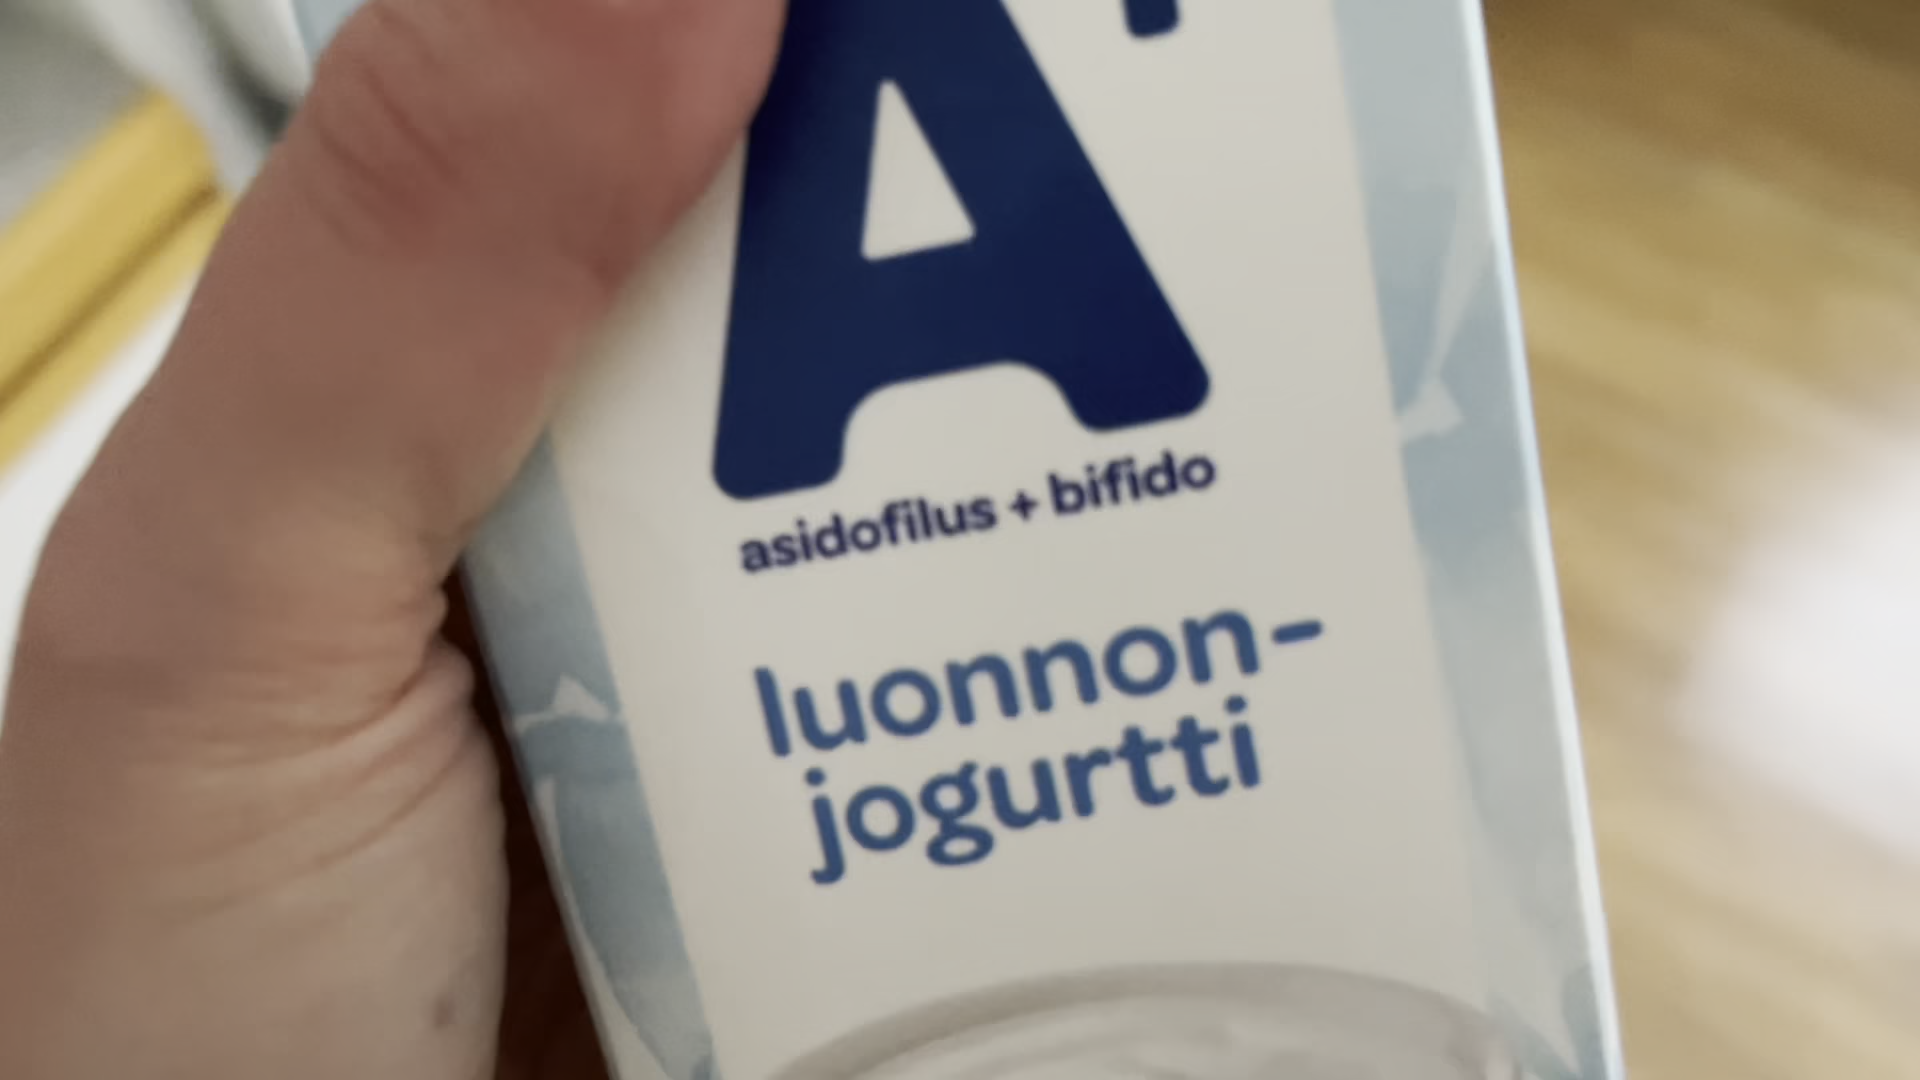 A
asidofilus + bifido
luonnon-
jogurtti